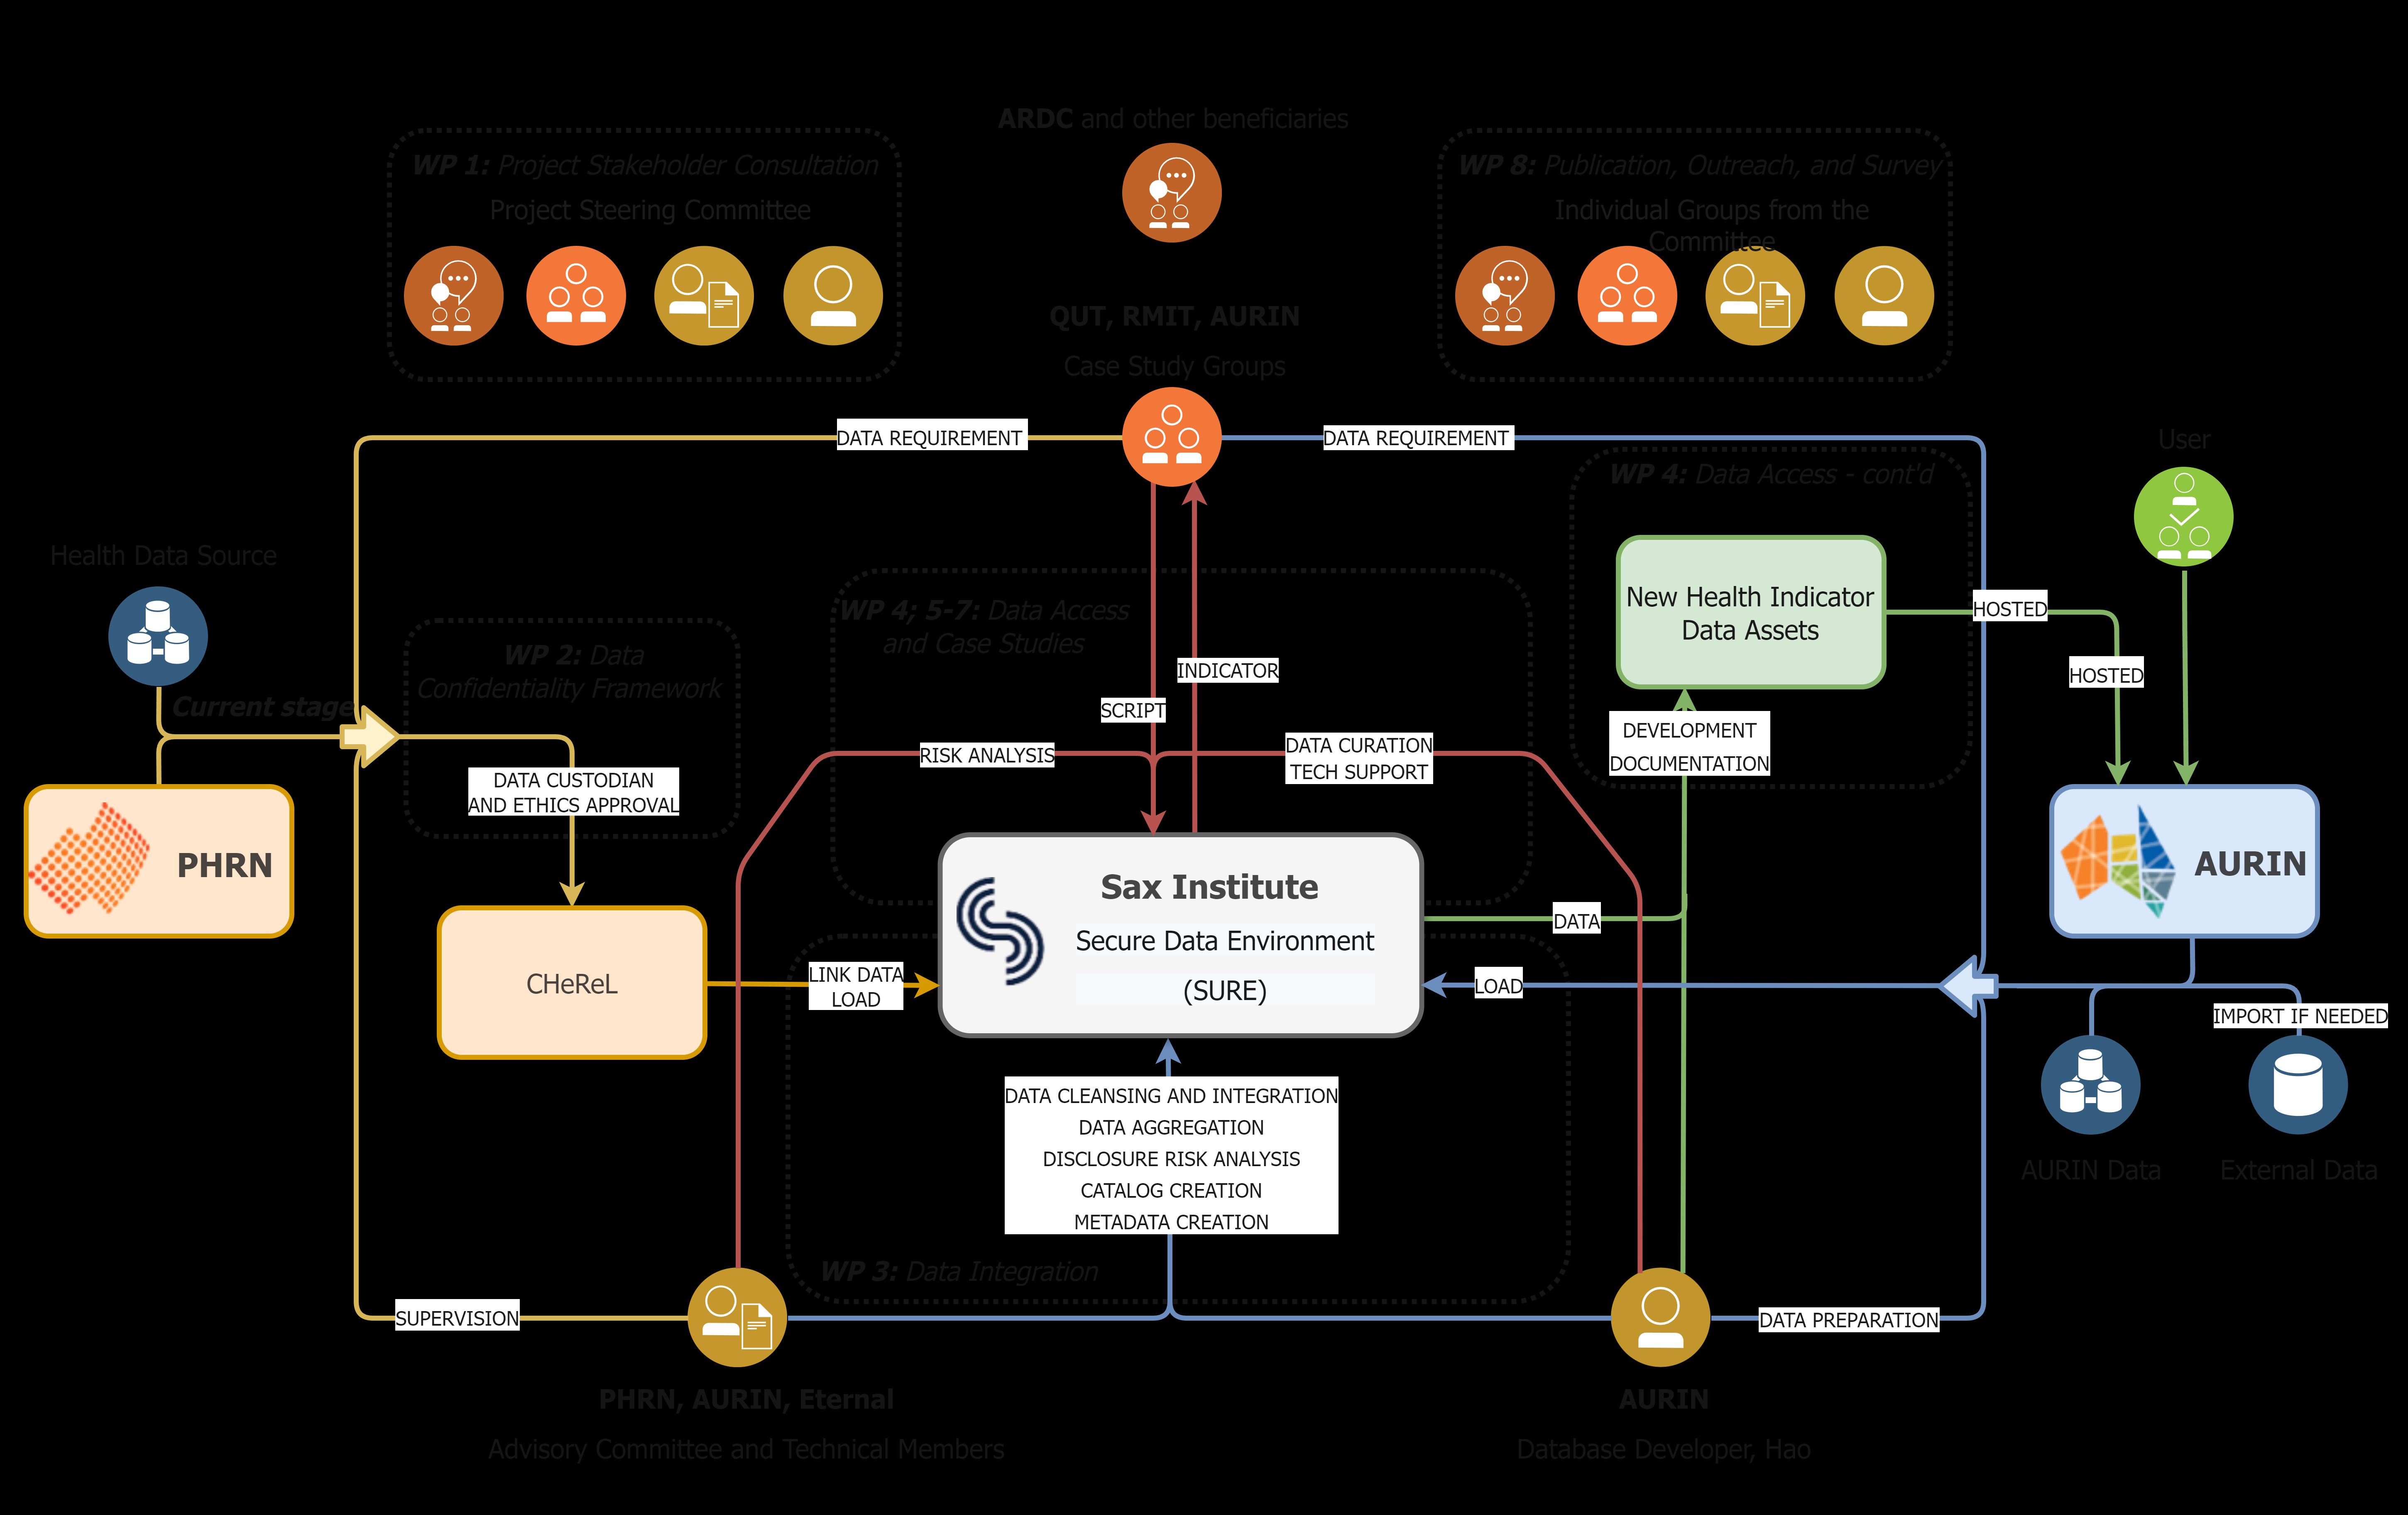 ARDC and other beneficiaries
WP 1: Project Stakeholder Consultation
Project Steering Committee
WP 8: Publication, Outreach, and Survey
Individual Groups from the
Committee
QUT, RMIT, AURIN
Case Study Groups
DATA REQUIREMENT
DATA REQUIREMENT
User
WP 4: Data Access - cont'd
Health Data Source
New Health Indicator
Data Assets
HOSTED
HOSTED
WP 4; 5-7: Data Access
and Case Studies
WP 2: Data
Confidentiality Framework
INDICATOR
SCRIPT
Current stage
DEVELOPMENT
DOCUMENTATION
RISK ANALYSIS
DATA CURATION
TECH SUPPORT
DATA CUSTODIAN
AND ETHICS APPROVAL
PHRN
AURIN
Sax Institute
Secure Data Environment
(SURE)
DATA
CHeReL
LINK DATA
LOAD
LOAD
IMPORT IF NEEDED
DATA CLEANSING AND INTEGRATION
DATA AGGREGATION
DISCLOSURE RISK ANALYSIS
CATALOG CREATION
METADATA CREATION
AURIN Data
External Data
WP 3: Data Integration
SUPERVISION
DATA PREPARATION
PHRN, AURIN, Eternal
Advisory Committee and Technical Members
AURIN
Database Developer, Hao